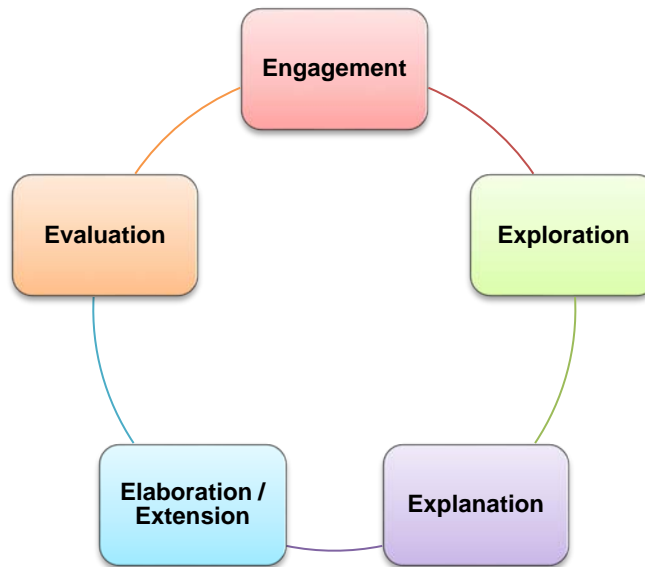 Engagement
Exploration
Explanation
Elaboration /
Extension
Evaluation